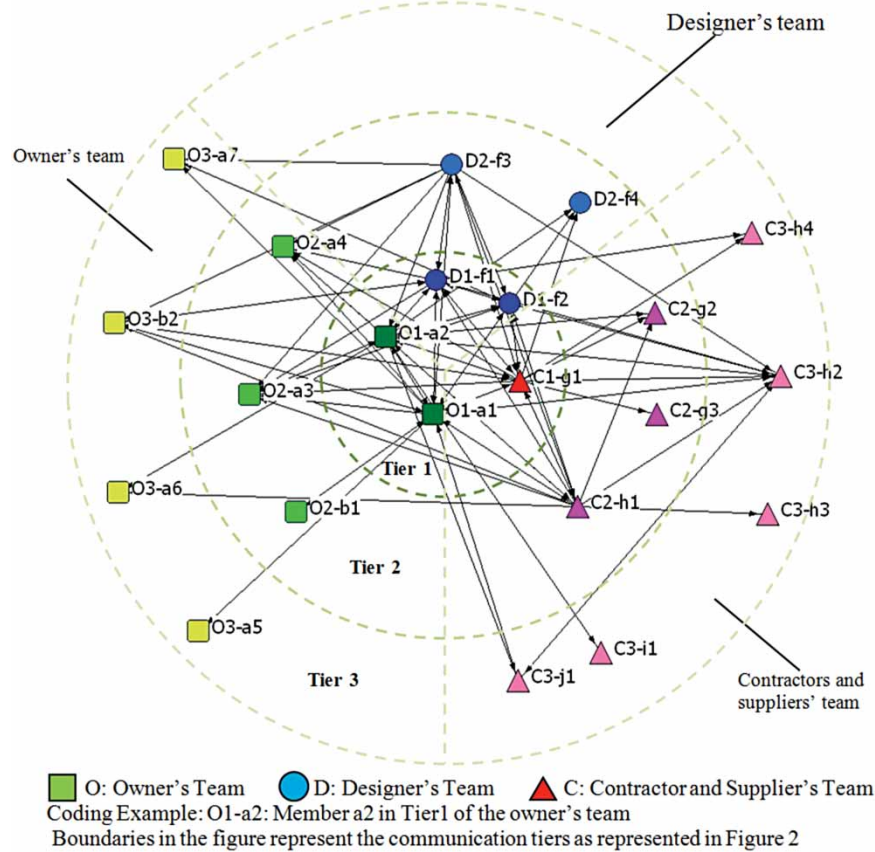 Designer's team
Owner's team
O3-a7
D2-f3
D2-f4
C3-h4
O2-a4
D1-f1
D1-f2
C2-g2
O3-b2
O1-a2
C3-h2
C1-g1
O2-a3
O1-a1
C2-g3
Tier 1
O3-a6
C2-h1
O2-b1
C3-h3
Tier 2
O3-a5
C3-i1
C3-j1
Tier 3
Contractors and
suppliers' team
O: Owner's Team D: Designer's Team C: Contractor and Supplier's Team
Coding Example: O1-a2: Member a2 in Tier1 of the owner's team
Boundaries in the figure represent the communication tiers as represented in Figure 2